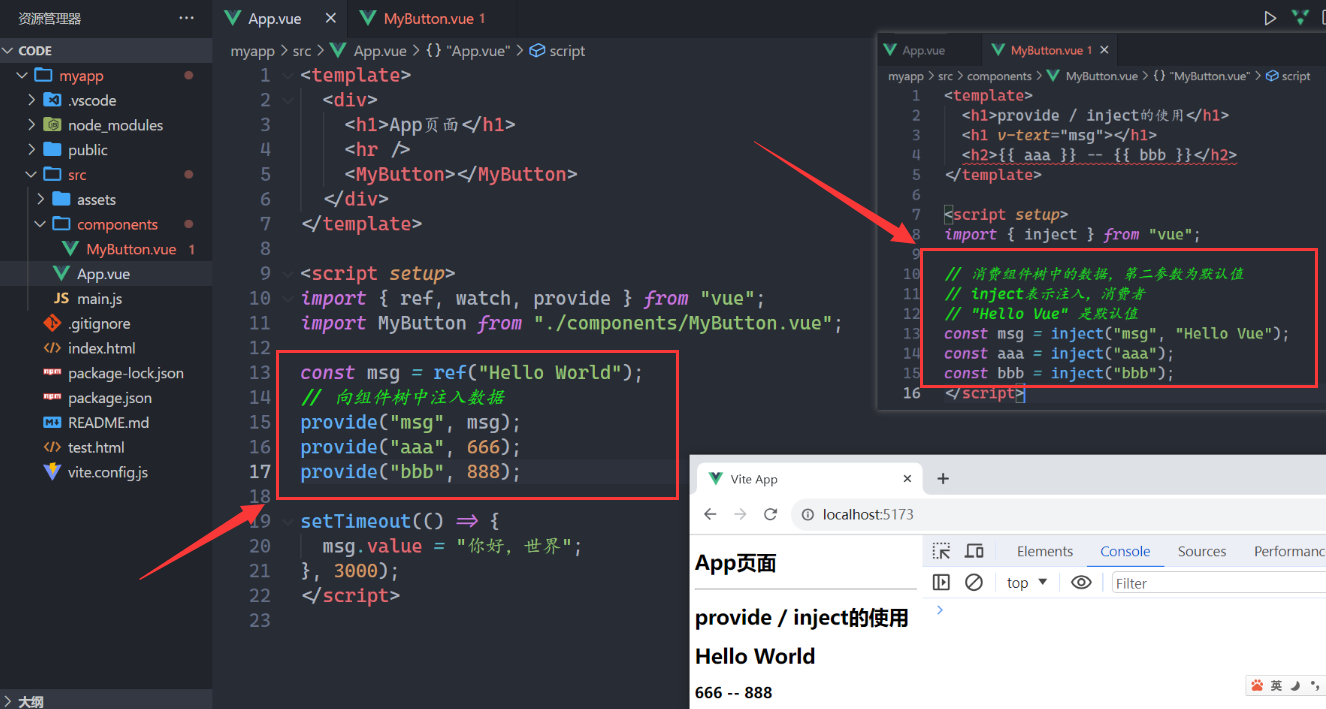 资源管理器
···
CODE
myapp
.vscode
node_modules
public
src
assets
components
MyButton.vue 1
App.vue
JS main.js
.gitignore
index.html
package-lock.json
package.json
README.md
test.html
vite.config.js
大纲
App.vue × MyButton.vue 1
myapp > src > App.vue > {} "App.vue" > script
1 <template>
2 <div>
3 <h1>App页面</h1>
4 <hr />
5 <MyButton></MyButton>
6 </div>
7 </template>
8
9 <script setup>
10 import { ref, watch, provide } from "vue";
11 import MyButton from "./components/MyButton.vue";
12
13 const msg = ref("Hello World");
14 // 向组件树中注入数据
15 provide("msg", msg);
16 provide("aaa", 666);
17 provide("bbb", 888);
18
19 setTimeout(() => {
20 msg.value = "你好，世界";
21 }, 3000);
22 </script>
23
App.vue MyButton.vue 1 ×
myapp > src > components > MyButton.vue > {} "MyButton.vue" > script
1 <template>
2 <h1>provide / inject的使用</h1>
3 <h1 v-text="msg"></h1>
4 <h2>{{ aaa }} -- {{ bbb }}</h2>
5 </template>
6
7 <script setup>
8 import { inject } from "vue";
9
10 // 消费组件树中的数据，第二参数为默认值
11 // inject表示注入，消费者
12 // "Hello Vue" 是默认值
13 const msg = inject("msg", "Hello Vue");
14 const aaa = inject("aaa");
15 const bbb = inject("bbb");
16 </script>
Vite App × +
localhost:5173
App页面
provide / inject的使用
Hello World
666 -- 888
Elements Console Sources Performanc
top Filter
英